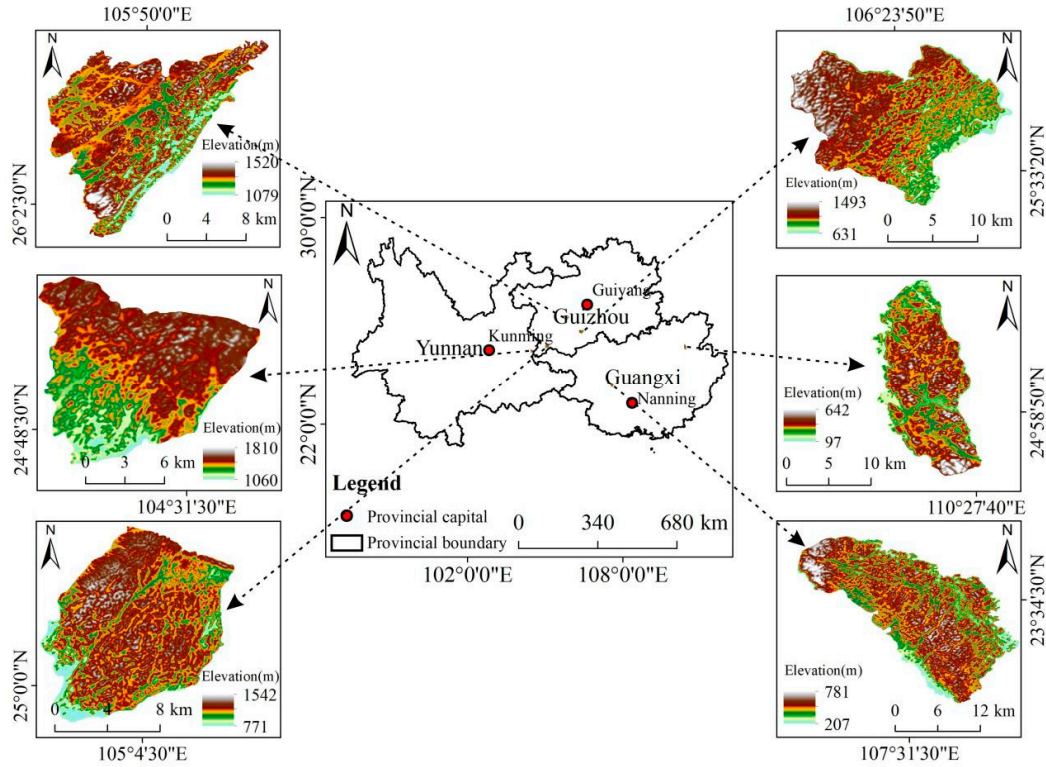 105°50'0"E
N
Elevation(m)
1520
1079
0 4 8 km
26°2'30"N
106°23'50"E
N
Elevation(m)
1493
631
0 5 10 km
25°33'20"N
N
Elevation(m)
1810
1060
0 3 6 km
24°48'30"N
104°31'30"E
30°0'0"N
22°0'0"N
N
Guiyang
Guizhou
Kunming
Yunnan
Guangxi
Nanning
Legend
Provincial capital
Provincial boundary
0 340 680 km
102°0'0"E
108°0'0"E
N
Elevation(m)
642
97
0 5 10 km
24°58'50"N
110°27'40"E
N
Elevation(m)
1542
771
0 4 8 km
25°0'0"N
105°4'30"E
N
Elevation(m)
781
207
0 6 12 km
23°34'30"N
107°31'30"E